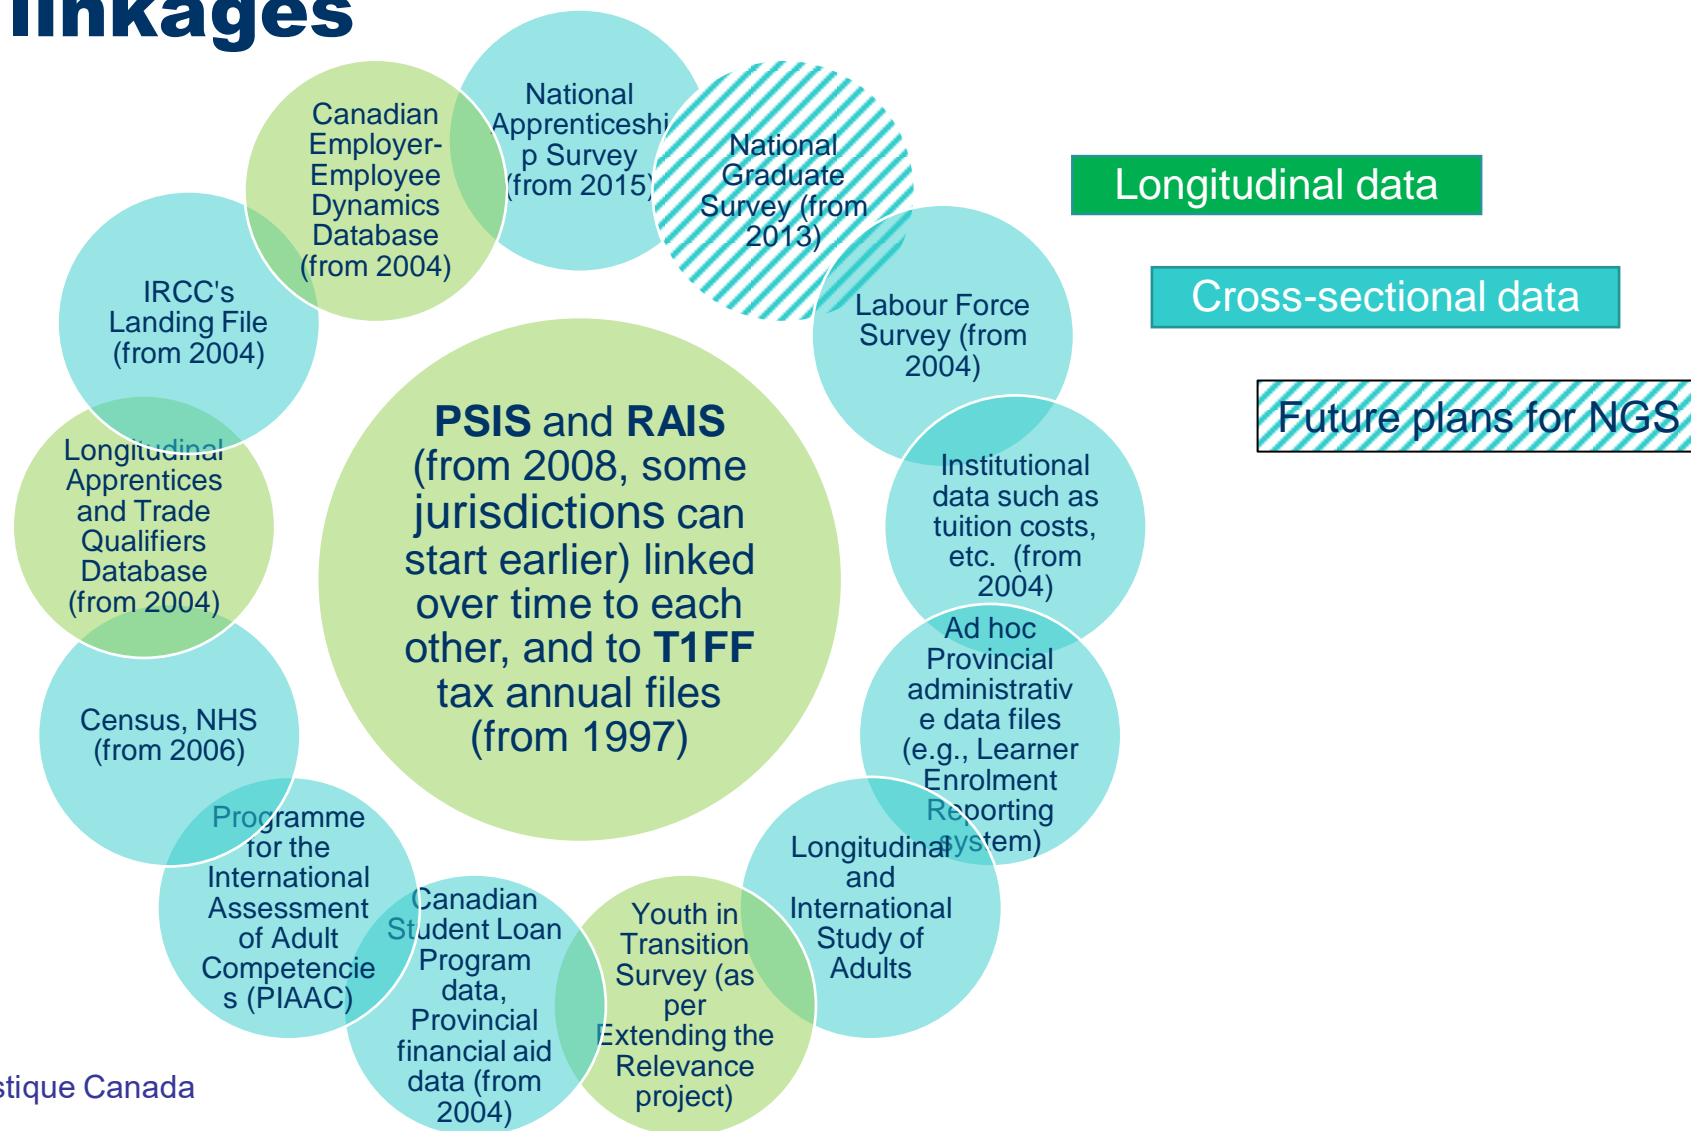 linkages
National
Apprenticeshi
p Survey
(from 2015)
Canadian
Employer-
Employee
Dynamics
Database
(from 2004)
National
Graduate
Survey (from
2013)
Longitudinal data
Cross-sectional data
Future plans for NGS
IRCC's
Landing File
(from 2004)
Labour Force
Survey (from
2004)
Longitudinal
Apprentices
and Trade
Qualifiers
Database
(from 2004)
PSIS and RAIS
(from 2008, some
jurisdictions can
start earlier) linked
over time to each
other, and to T1FF
tax annual files
(from 1997)
Institutional
data such as
tuition costs,
etc. (from
2004)
Ad hoc
Provincial
administrativ
e data files
(e.g., Learner
Enrolment
Reporting
system)
Census, NHS
(from 2006)
Programme
for the
International
Assessment
of Adult
Competencie
s (PIAAC)
Canadian
Student Loan
Program
data,
Provincial
financial aid
data (from
2004)
Youth in
Transition
Survey (as
per
Extending the
Relevance
project)
Longitudinal
and
International
Study of
Adults
stique Canada